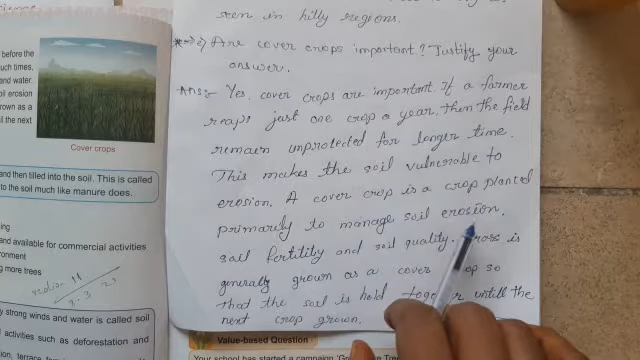 seen in hilly regions.
e) Are cover crops important? Justify your
answer.
Ans:- Yes, cover crops are important. If a farmer
reaps just one crop a year, then the field
remain unprotected for longer time.
This makes the soil vulnerable to
erosion. A cover crop is a crop planted
primarily to manage soil erosion.
soil fertility and soil quality. is
generally grown as a cover so
that the soil is hold together untill the
next crop grown.
before the
uch times,
and water.
oil erosion
rown as a
il the next
Cover crops
and then tilled into the soil. This is called
to the soil much like manure does.
ing
and available for commercial activities
ronment
g more trees
y strong winds and water is called soil
l activities such as deforestation and
Value-based Question
Your school has started a campaign